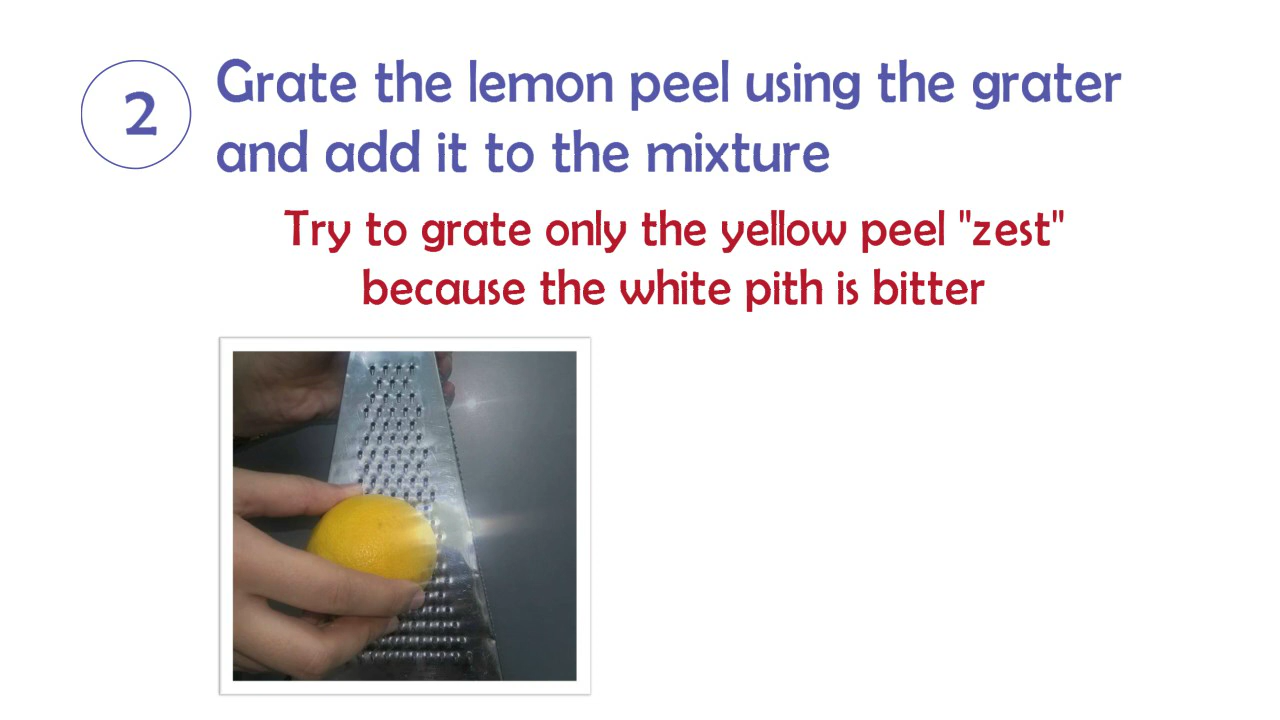 2
Grate the lemon peel using the grater
and add it to the mixture
Try to grate only the yellow peel "zest"
because the white pith is bitter